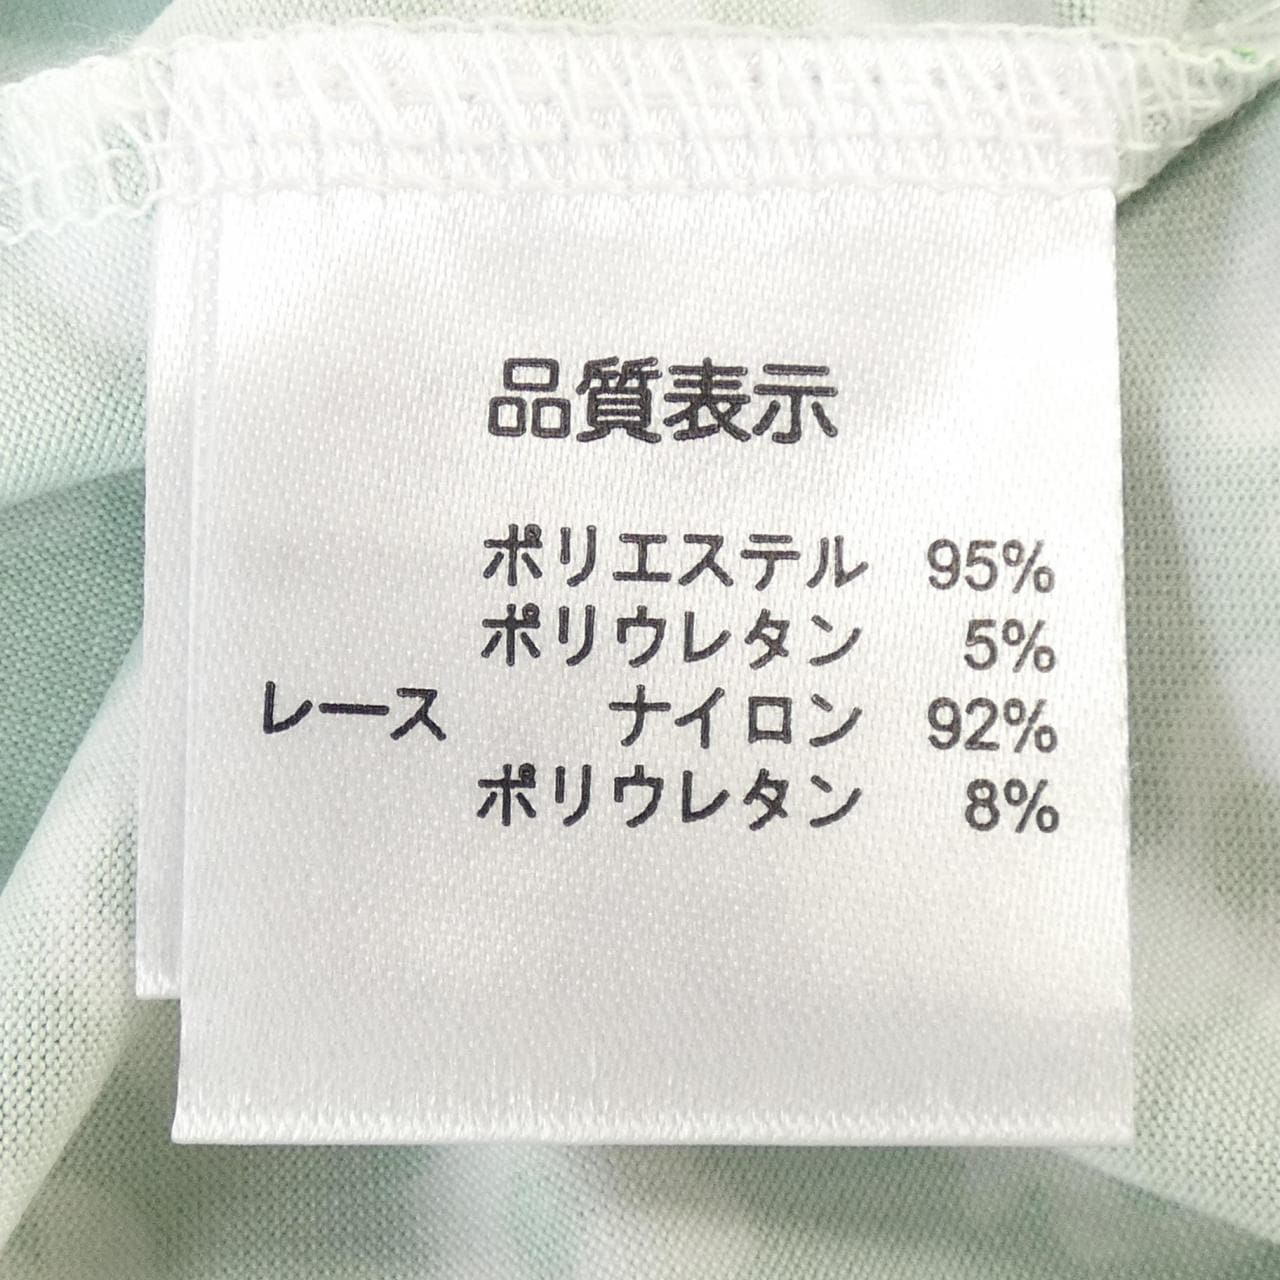 品質表示
ポリエステル 95%
ポリウレタン 5%
レース ナイロン 92%
ポリウレタン 8%